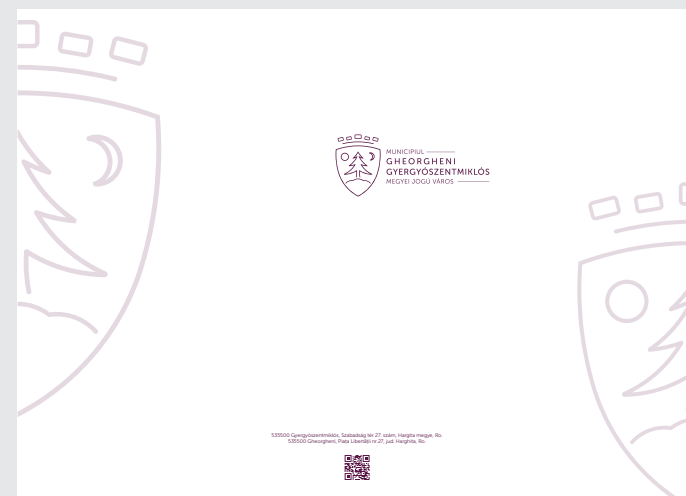 MUNICIPIUL
GHEORGHENI
GYERGYÓSZENTMIKLÓS
MEGYEI JOGÚ VÁROS
535500 Gyergyószentmiklós, Szabadság tér 27. szám, Hargita megye, Ro.
535500 Gheorgheni, Piața Libertății nr.27, jud. Harghita, Ro.